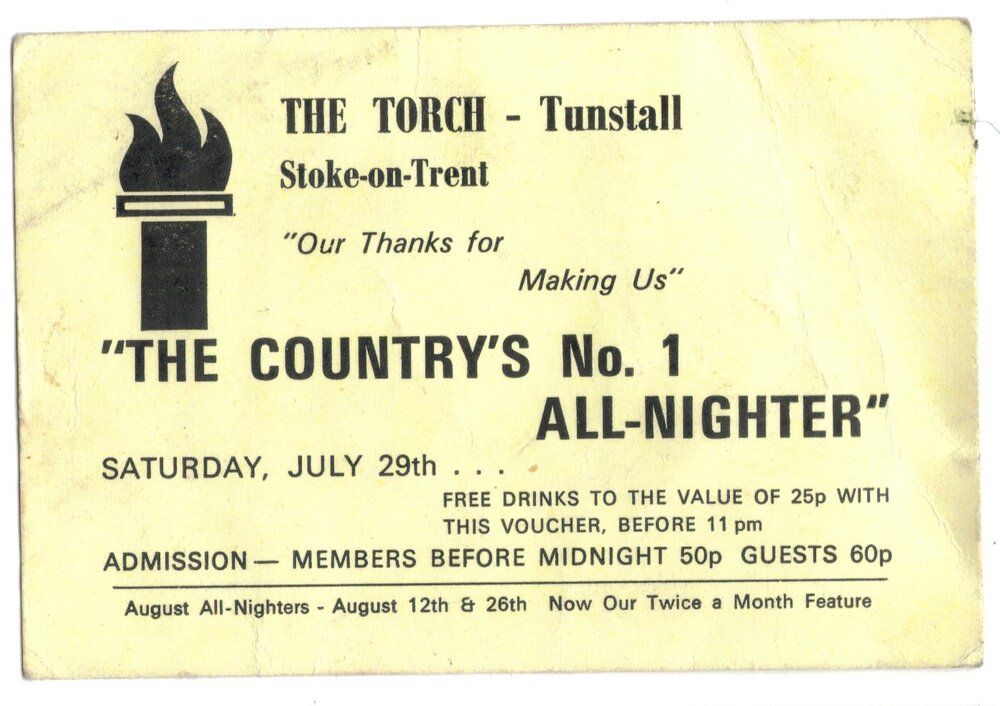 THE TORCH - Tunstall
Stoke-on-Trent
"Our Thanks for
Making Us"
"THE COUNTRY'S No. 1
ALL-NIGHTER"
SATURDAY, JULY 29th . . .
FREE DRINKS TO THE VALUE OF 25p WITH
THIS VOUCHER, BEFORE 11 pm
ADMISSION — MEMBERS BEFORE MIDNIGHT 50p GUESTS 60p
August All-Nighters - August 12th & 26th Now Our Twice a Month Feature